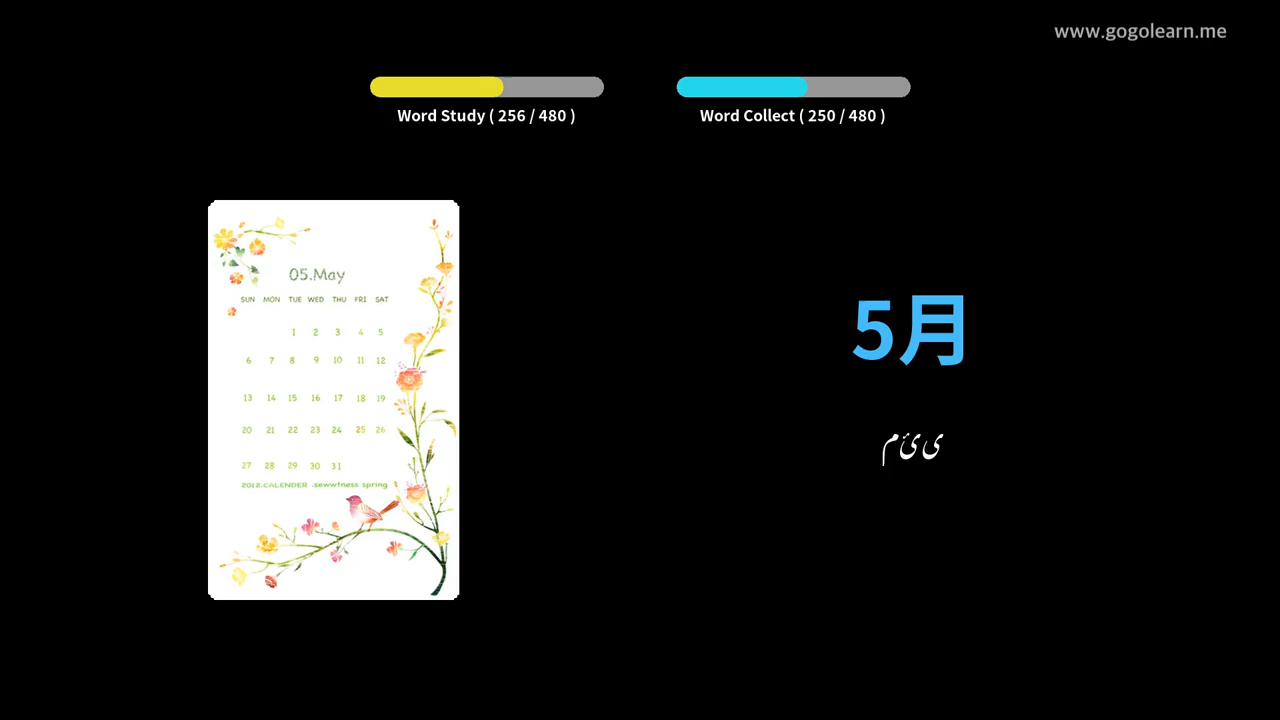 www.gogolearn.me
Word Study ( 256 / 480 )
Word Collect ( 250 / 480 )
05.May
SUN MON TUE WED THU FRI SAT
1 2 3 4 5
6 7 8 9 10 11 12
13 14 15 16 17 18 19
20 21 22 23 24 25 26
27 28 29 30 31
2012.CALENDER .sewwtness spring
5月
ی ئ م